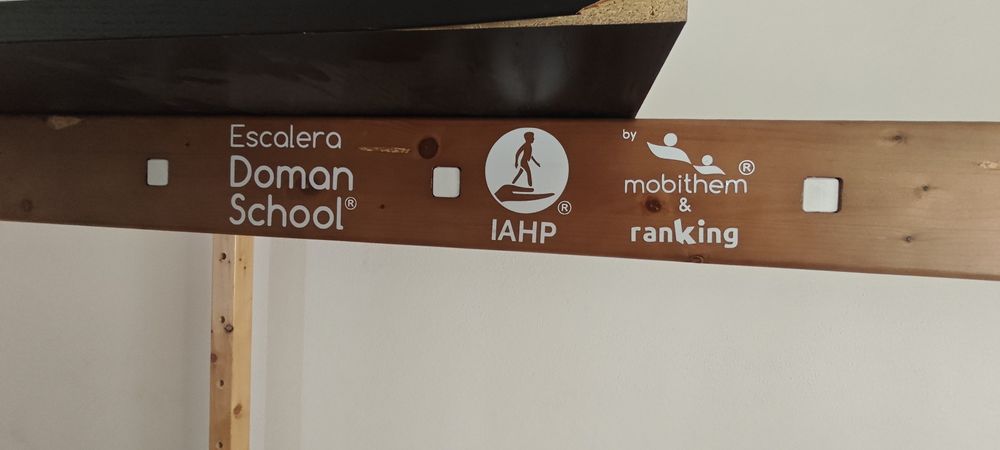 Escalera
Doman
School®
®
IAHP
by
®
mobithem
&
ranking